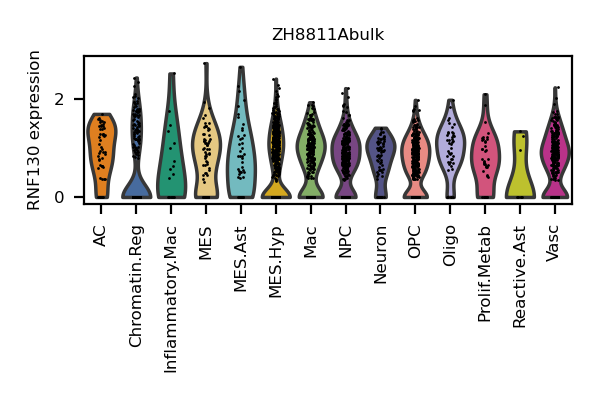 ZH8811Abulk
RNF130 expression
2
0
AC
Chromatin.Reg
Inflammatory.Mac
MES
MES.Ast
MES.Hyp
Mac
NPC
Neuron
OPC
Oligo
Prolif.Metab
Reactive.Ast
Vasc